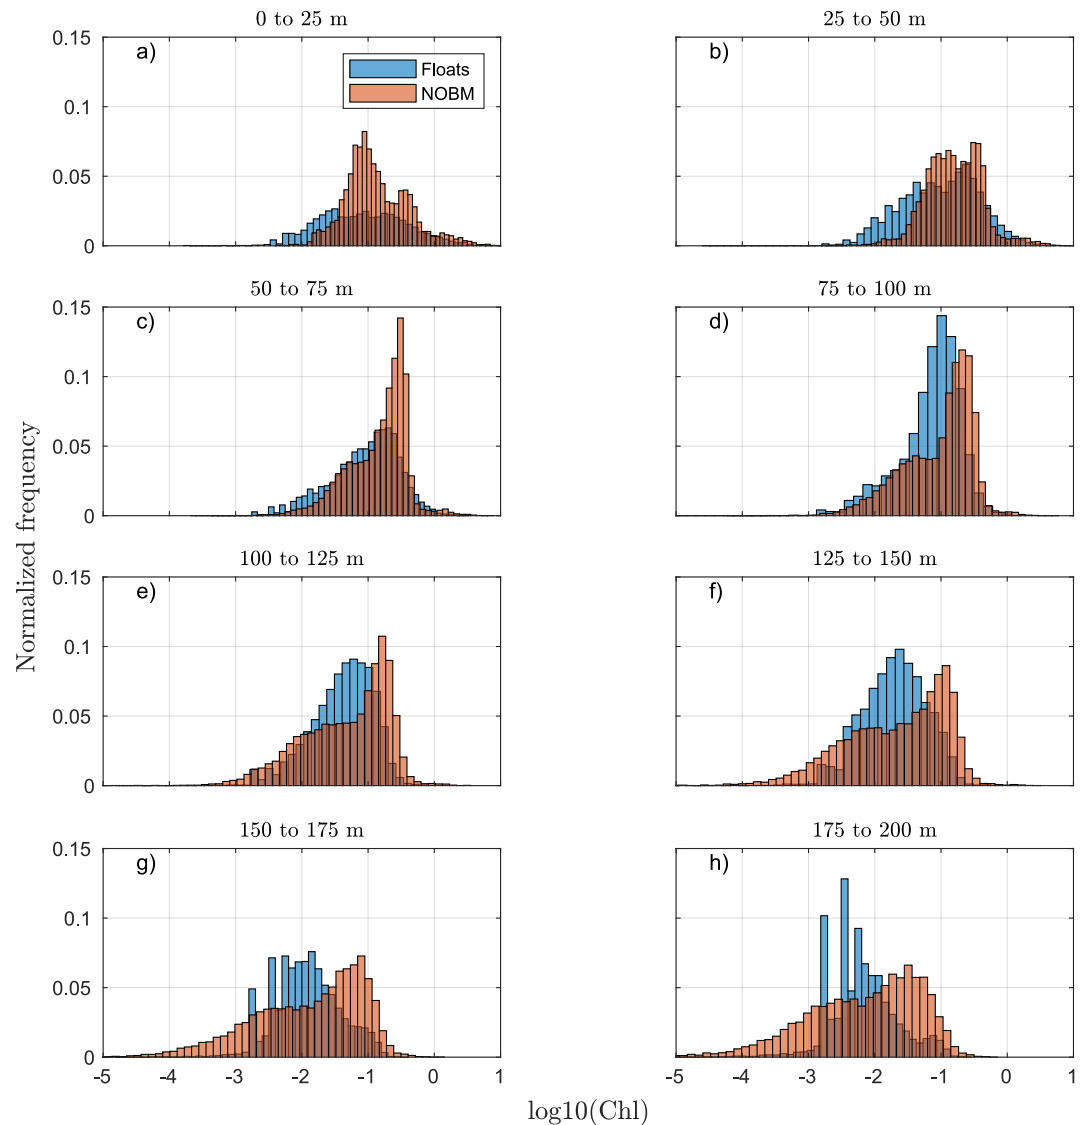 0 to 25 m
25 to 50 m
0.15
0.1
0.05
0
a)
Floats
NOBM
b)
50 to 75 m
75 to 100 m
0.15
0.1
0.05
0
c)
d)
Normalized frequency
100 to 125 m
125 to 150 m
0.15
0.1
0.05
0
e)
f)
150 to 175 m
175 to 200 m
0.15
0.1
0.05
0
g)
h)
-5 -4 -3 -2 -1 0 1
-5 -4 -3 -2 -1 0 1
log10(Chl)